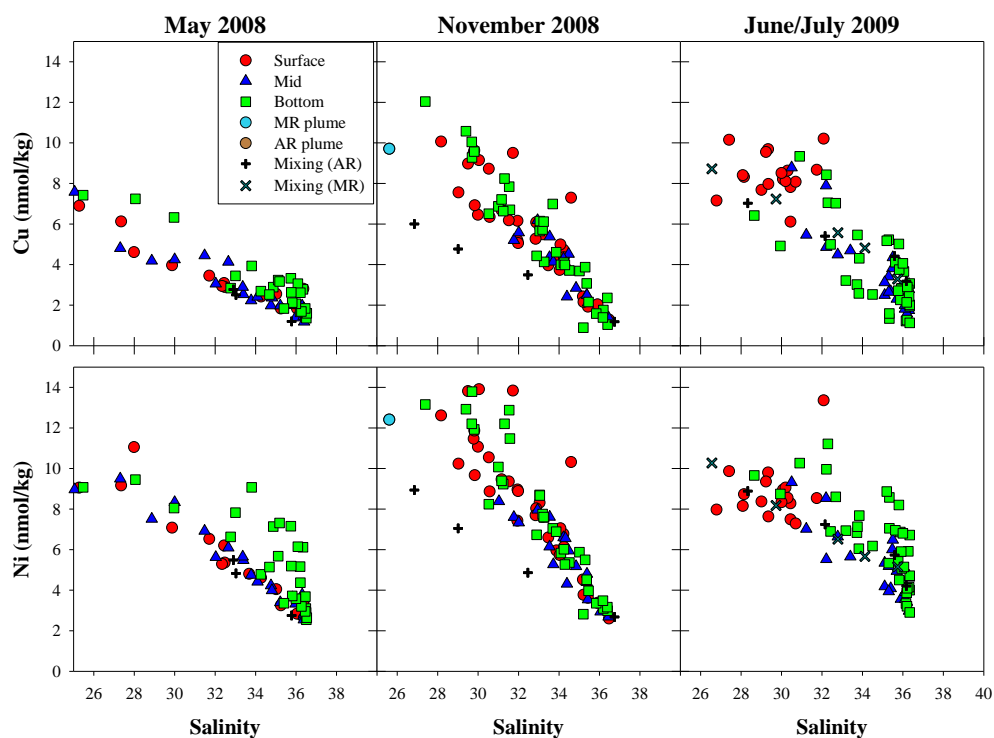 May 2008 November 2008 June/July 2009
Cu (nmol/kg)
14
12
10
8
6
4
2
0
Surface
Mid
Bottom
MR plume
AR plume
Mixing (AR)
Mixing (MR)
Ni (nmol/kg)
14
12
10
8
6
4
2
0
26 28 30 32 34 36 38 26 28 30 32 34 36 38 26 28 30 32 34 36 38 40
Salinity Salinity Salinity